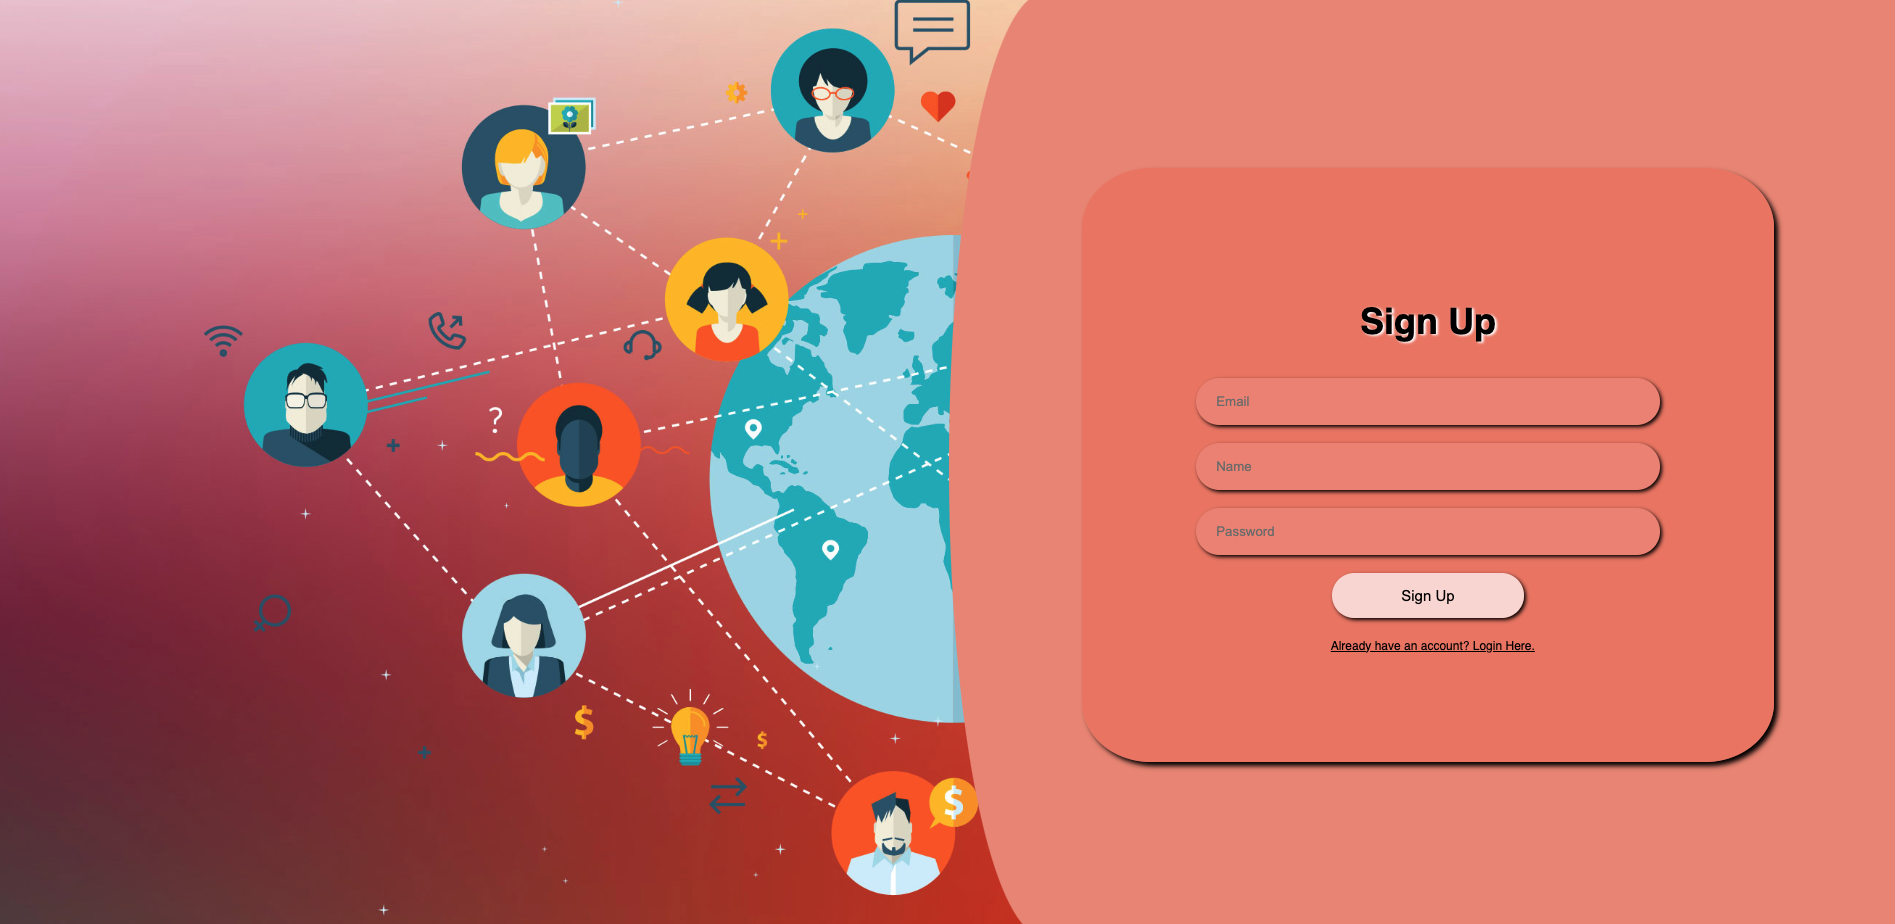 ?
Sign Up
Email
Name
Password
Sign Up
Already have an account? Login Here.
$
$
$